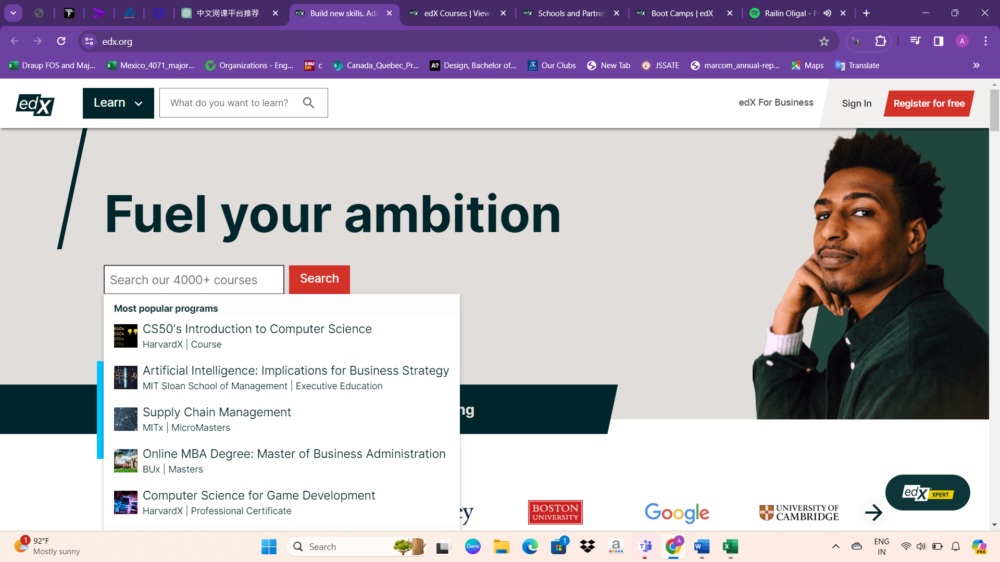 中文网课平台推荐
Build new skills. Adv
edX Courses | View
Schools and Partne
Boot Camps | edX
Railin Oligal - Fr
edx.org
A
Draup FOS and Maj...
Mexico_4071_major...
Organizations - Eng...
c
Canada_Quebec_Pr...
Design, Bachelor of...
Our Clubs
New Tab
JSSATE
marcom_annual-rep...
Maps
Translate
edX
Learn
What do you want to learn?
edX For Business
Sign In
Register for free
Fuel your ambition
Search our 4000+ courses
Search
Most popular programs
CS50's Introduction to Computer Science
HarvardX | Course
Artificial Intelligence: Implications for Business Strategy
MIT Sloan School of Management | Executive Education
Supply Chain Management
MITx | MicroMasters
Online MBA Degree: Master of Business Administration
BUx | Masters
Computer Science for Game Development
HarvardX | Professional Certificate
ng
ey
BOSTON
UNIVERSITY
Google
UNIVERSITY OF
CAMBRIDGE
edX XPERT
1
92°F
Mostly sunny
Search
Canva
1
a
A
ENG
IN
PRE